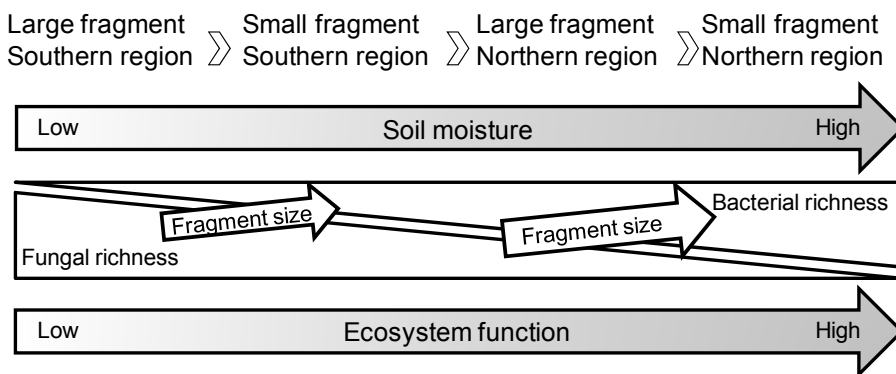 Large fragment
Southern region
Small fragment
Southern region
Large fragment
Northern region
Small fragment
Northern region
Low
Soil moisture
High
Fragment size
Fragment size
Bacterial richness
Fungal richness
Low
Ecosystem function
High